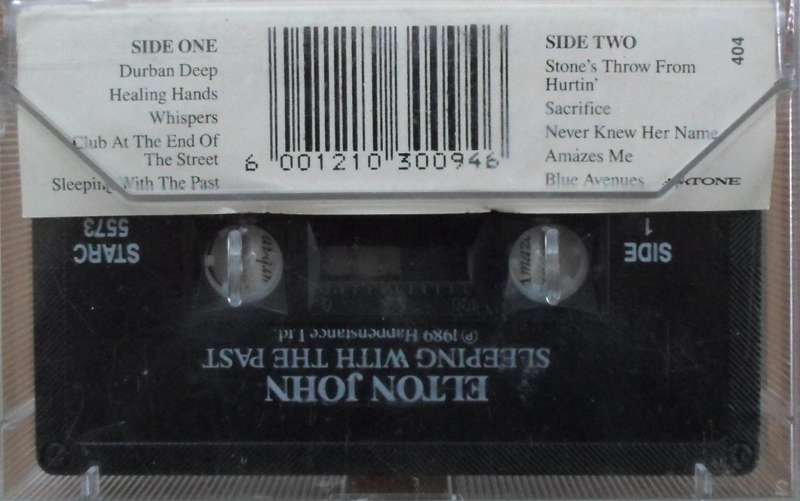 SIDE ONE
Durban Deep
Healing Hands
Whispers
Club At The End Of
The Street
Sleeping With The Past
6 001210 300946
SIDE TWO
Stone's Throw From
Hurtin'
Sacrifice
Never Knew Her Name
Amazes Me
Blue Avenues
404
STARC
5573
SIDE
1
℗ 1989 Happenstance Ltd.
SLEEPING WITH THE PAST
ELTON JOHN